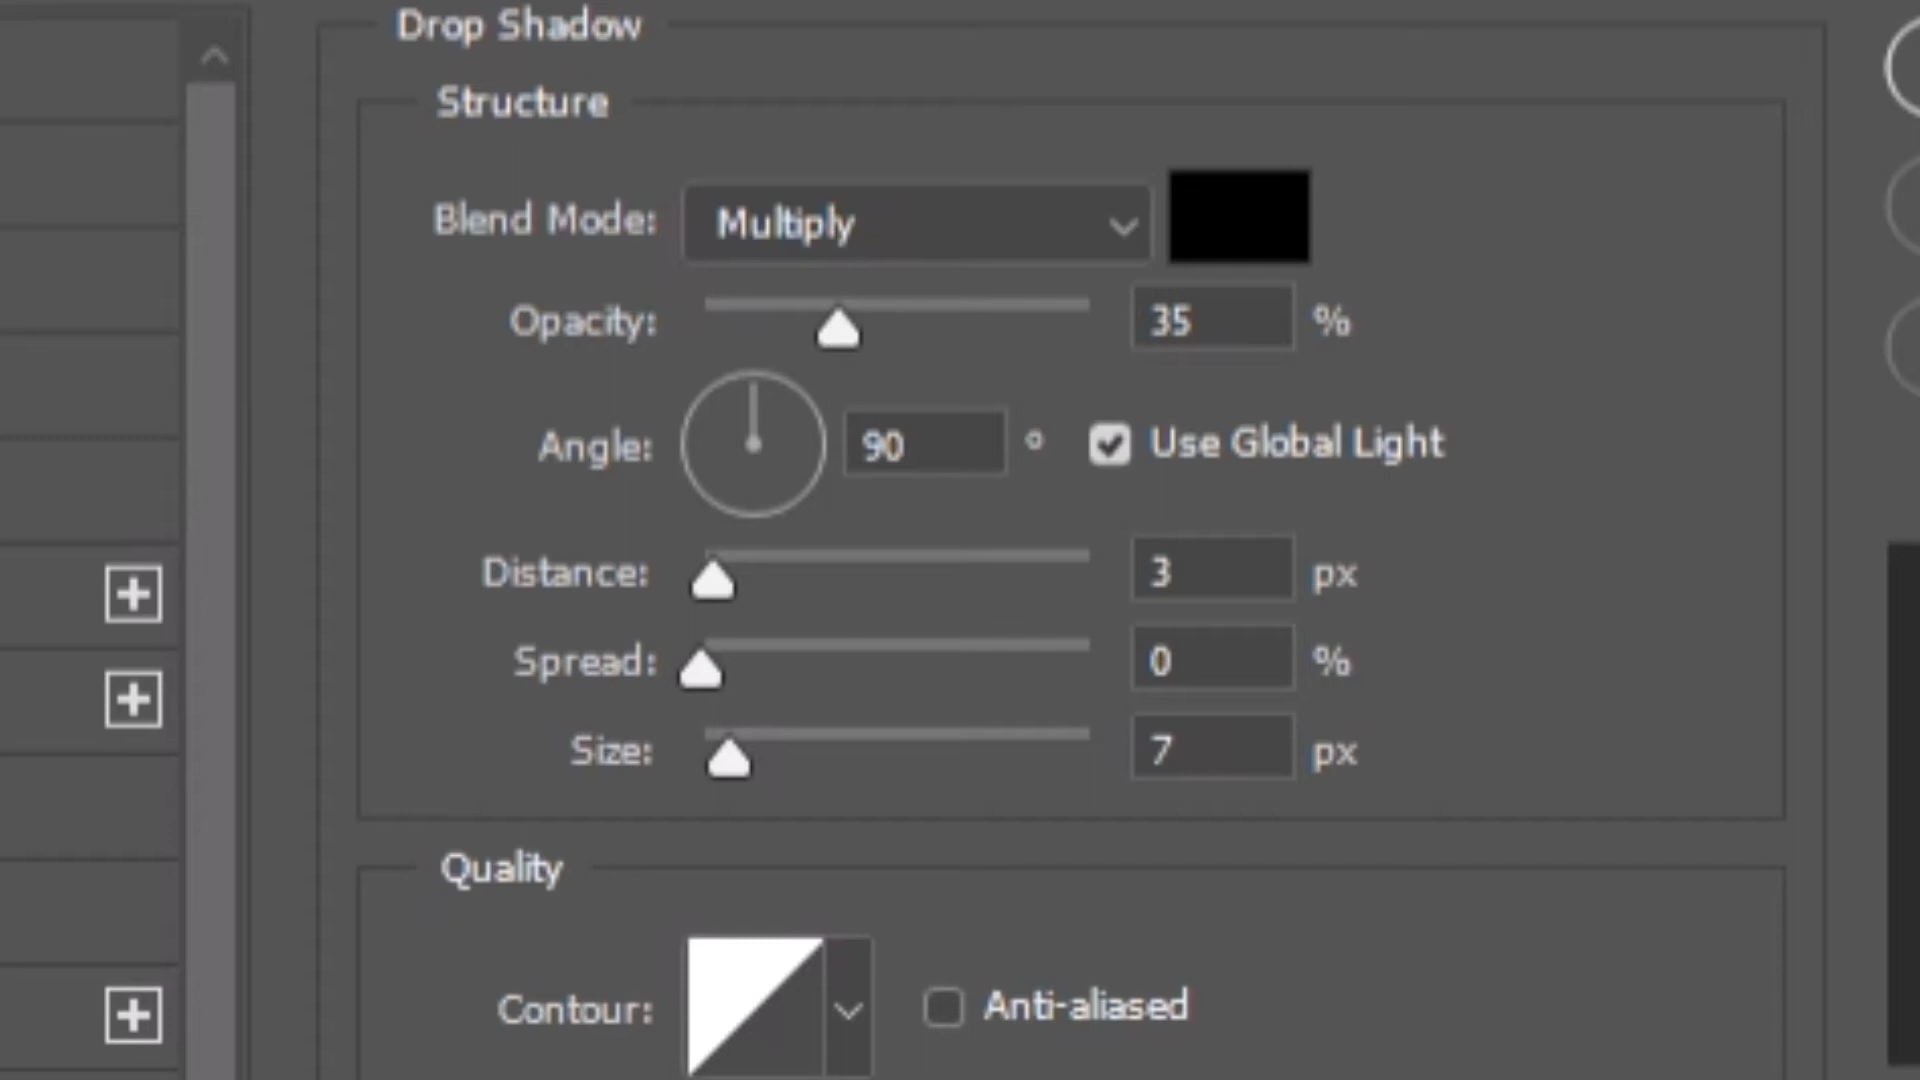 Drop Shadow
Structure
Blend Mode: Multiply
Opacity: 35 %
Angle: 90 ° Use Global Light
Distance: 3 px
Spread: 0 %
Size: 7 px
Quality
Contour: Anti-aliased